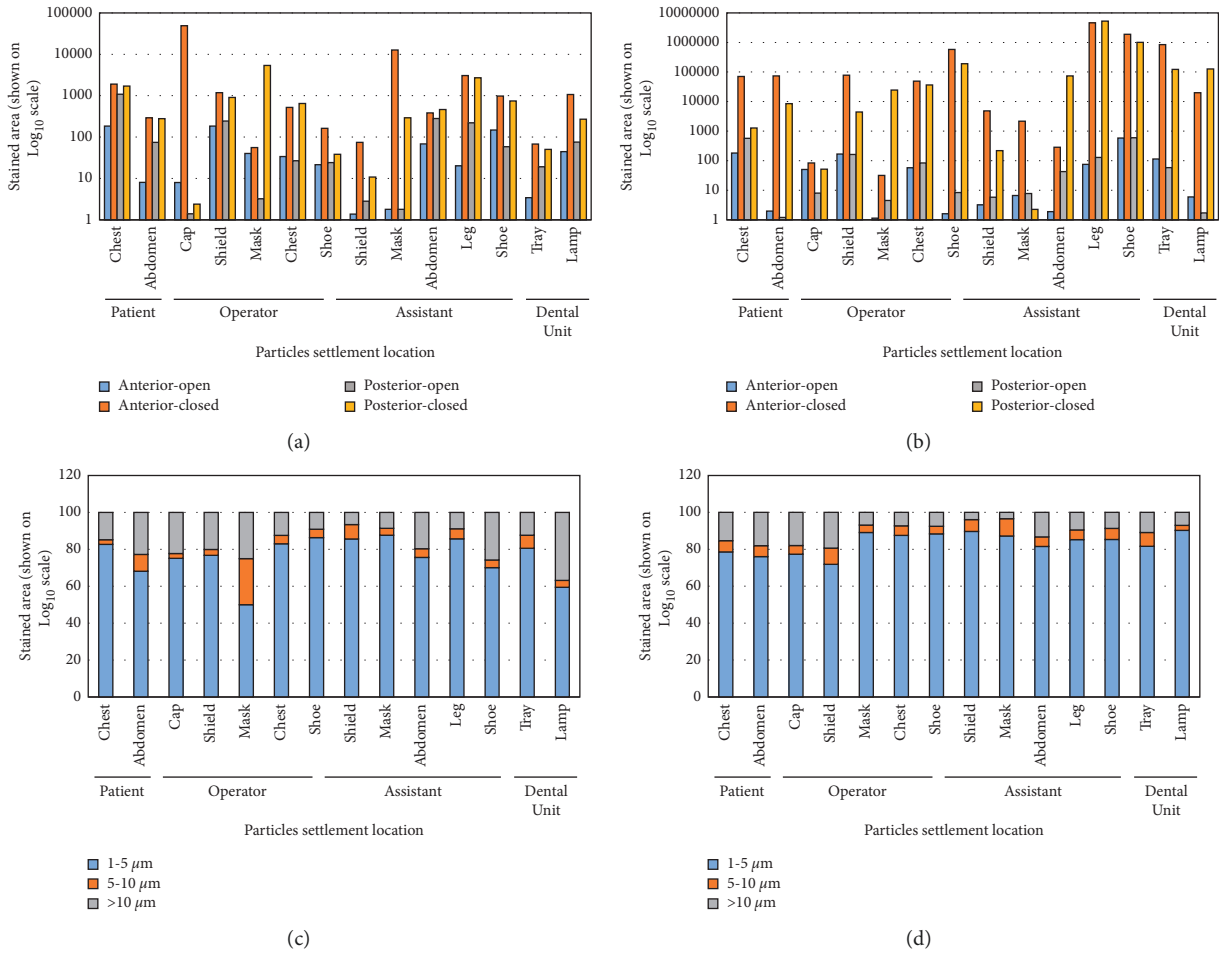 Stained area (shown on
Log10 scale)
100000
10000
1000
100
10
1
Chest
Abdomen
Cap
Shield
Mask
Chest
Shoe
Shield
Mask
Abdomen
Leg
Shoe
Tray
Lamp
Patient
Operator
Assistant
Dental
Unit
Particles settlement location
Anterior-open
Anterior-closed
Posterior-open
Posterior-closed
(a)
Stained area (shown on
Log10 scale)
10000000
1000000
100000
10000
1000
100
10
1
Chest
Abdomen
Cap
Shield
Mask
Chest
Shoe
Shield
Mask
Abdomen
Leg
Shoe
Tray
Lamp
Patient
Operator
Assistant
Dental
Unit
Particles settlement location
Anterior-open
Anterior-closed
Posterior-open
Posterior-closed
(b)
Stained area (shown on
Log10 scale)
120
100
80
60
40
20
0
Chest
Abdomen
Cap
Shield
Mask
Chest
Shoe
Shield
Mask
Abdomen
Leg
Shoe
Tray
Lamp
Patient
Operator
Assistant
Dental
Unit
Particles settlement location
1-5 μm
5-10 μm
>10 μm
(c)
Stained area (shown on
Log10 scale)
120
100
80
60
40
20
0
Chest
Abdomen
Cap
Shield
Mask
Chest
Shoe
Shield
Mask
Abdomen
Leg
Shoe
Tray
Lamp
Patient
Operator
Assistant
Dental
Unit
Particles settlement location
1-5 μm
5-10 μm
>10 μm
(d)